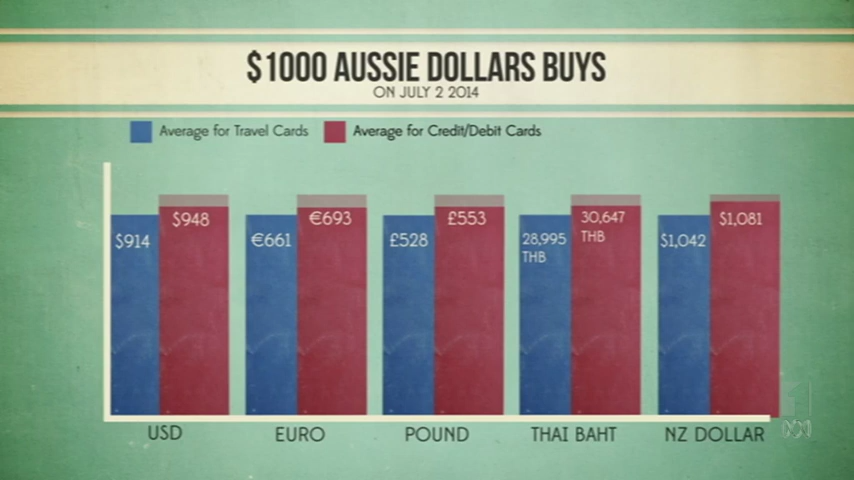 $1000 AUSSIE DOLLARS BUYS
ON JULY 2 2014
Average for Travel Cards
Average for Credit/Debit Cards
$914
$948
€661
€693
£528
£553
28,995
THB
30,647
THB
$1,042
$1,081
USD
EURO
POUND
THAI BAHT
NZ DOLLAR
1